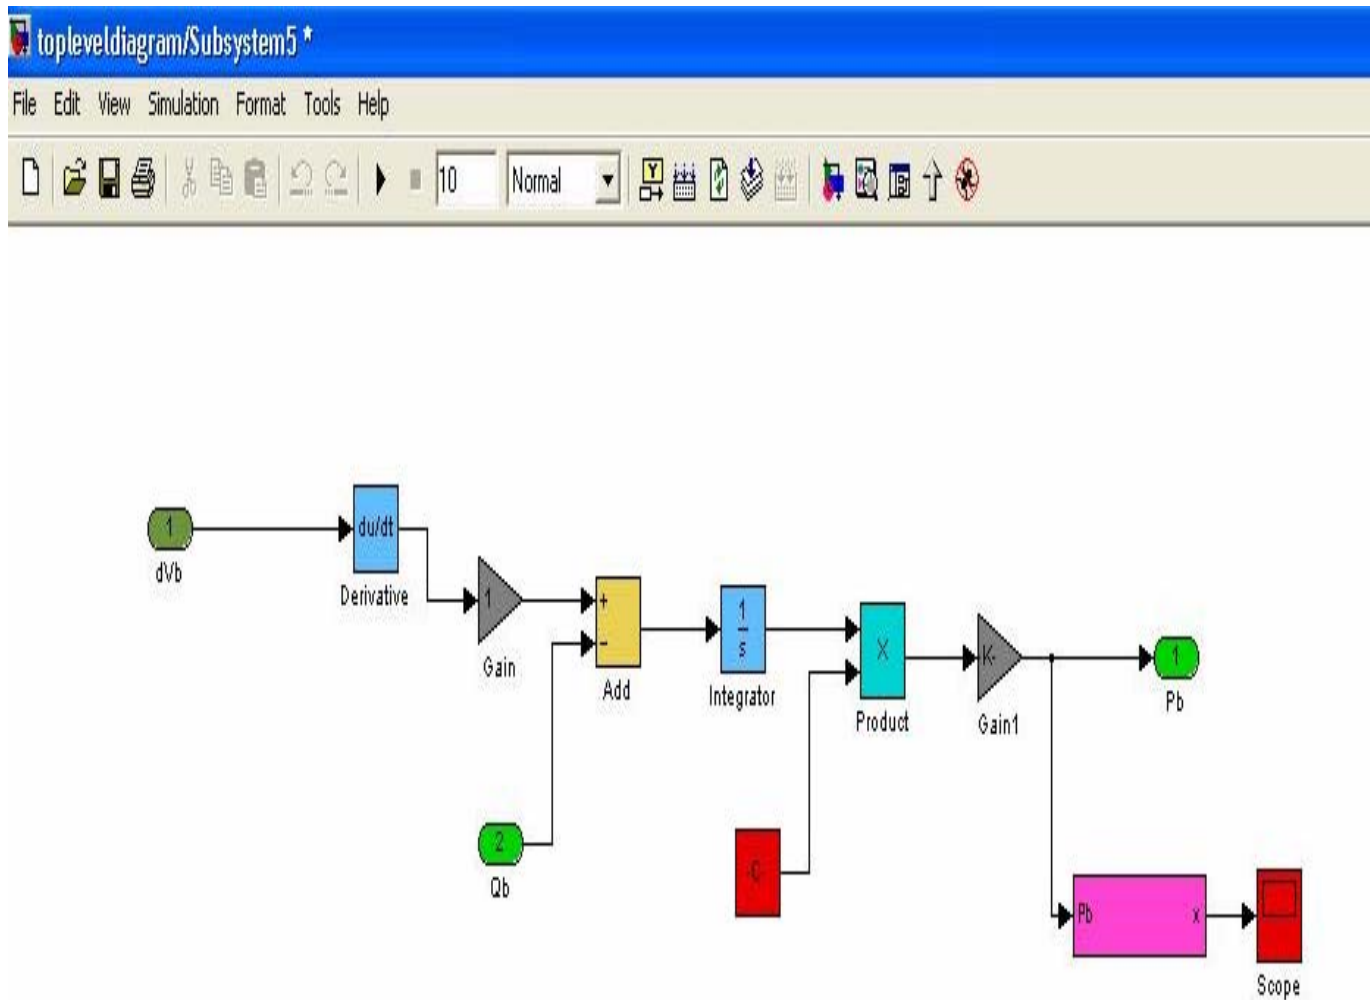 topleveldiagram/Subsystem5 *
File Edit View Simulation Format Tools Help
10 Normal
1
dVb
du/dt
Derivative
1
Gain
+
−
Add
1
s
Integrator
X
Product
K-
Gain1
1
Pb
2
Qb
-C-
Pb x
Scope